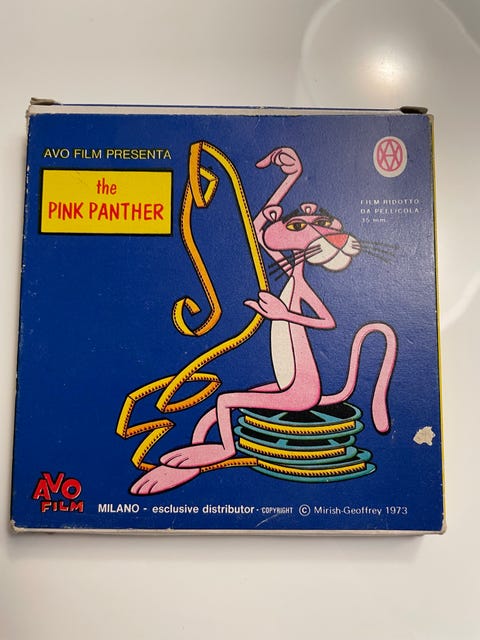 AVO FILM PRESENTA
the
PINK PANTHER
FILM RIDOTTO
DA PELLICOLA
35 mm.
AVO
FILM
MILANO - esclusive distributor - COPYRIGHT © Mirish-Geoffrey 1973